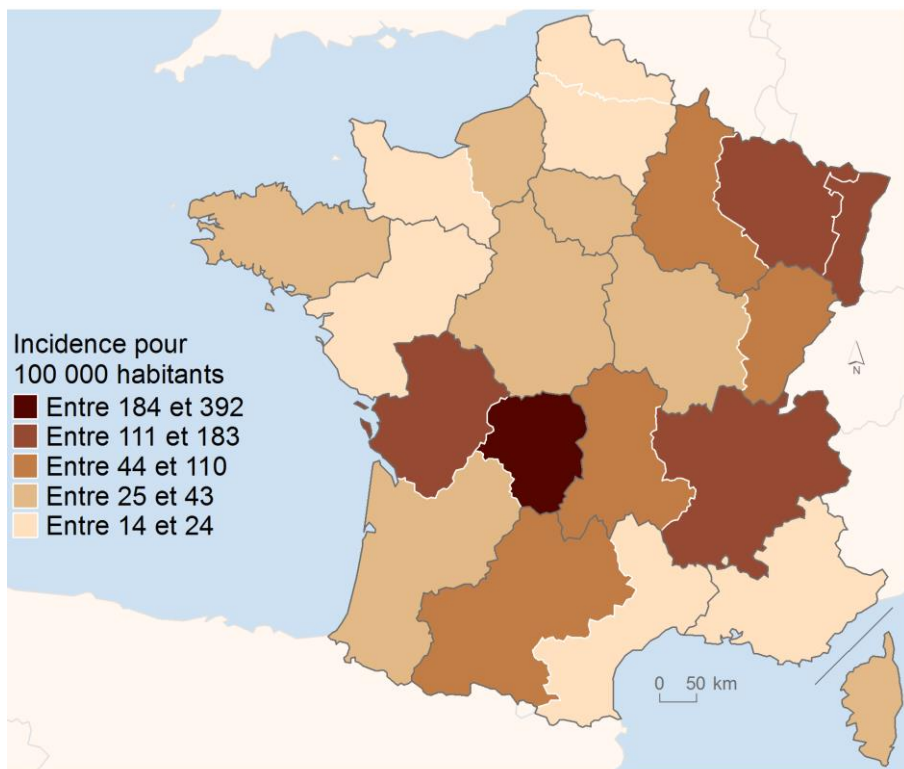 Incidence pour
100 000 habitants
Entre 184 et 392
Entre 111 et 183
Entre 44 et 110
Entre 25 et 43
Entre 14 et 24
N
0 50 km